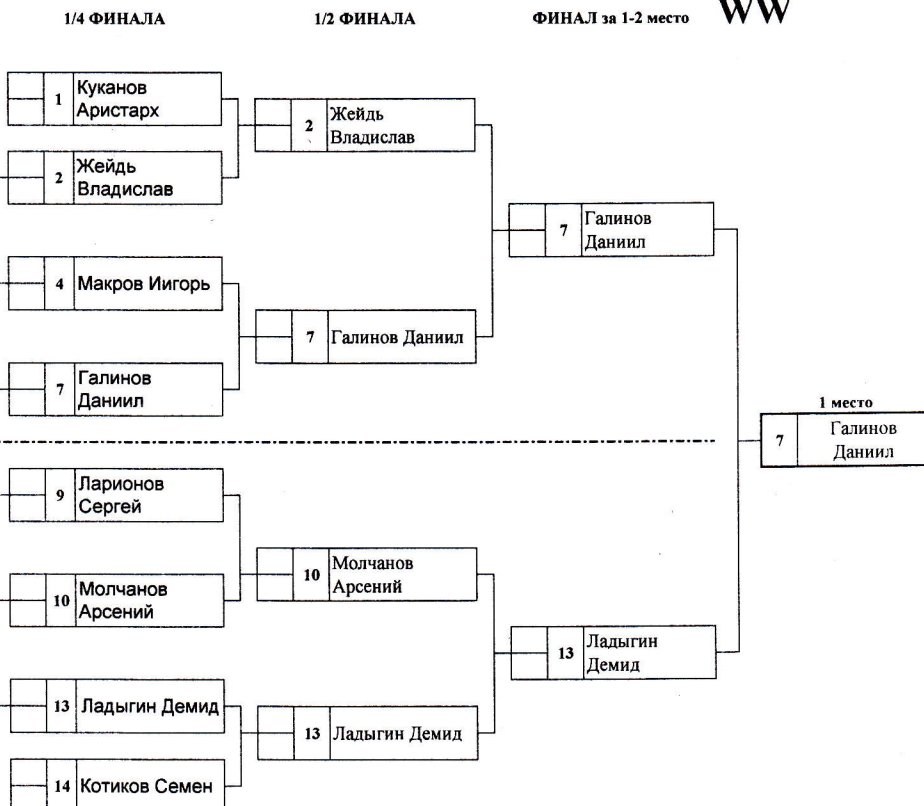 1/4 ФИНАЛА
1/2 ФИНАЛА
ФИНАЛ за 1-2 место
WW
1
Куканов
Аристарх
2
Жейдь
Владислав
4
Макров Иигорь
7
Галинов
Даниил
9
Ларионов
Сергей
10
Молчанов
Арсений
13
Ладыгин Демид
14
Котиков Семен
2
Жейдь
Владислав
7
Галинов Даниил
10
Молчанов
Арсений
13
Ладыгин Демид
7
Галинов
Даниил
13
Ладыгин
Демид
1 место
7
Галинов
Даниил